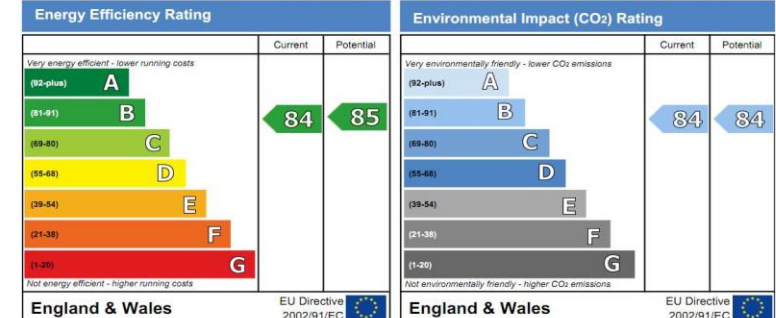 Energy Efficiency Rating
Current Potential
Very energy efficient - lower running costs
(92-plus) A
(81-91) B 84 85
(69-80) C
(55-68) D
(39-54) E
(21-38) F
(1-20) G
Not energy efficient - higher running costs
England & Wales EU Directive
2002/91/EC
Environmental Impact (CO2) Rating
Current Potential
Very environmentally friendly - lower CO2 emissions
(92-plus) A
(81-91) B 84 84
(69-80) C
(55-68) D
(39-54) E
(21-38) F
(1-20) G
Not environmentally friendly - higher CO2 emissions
England & Wales EU Directive
2002/91/EC